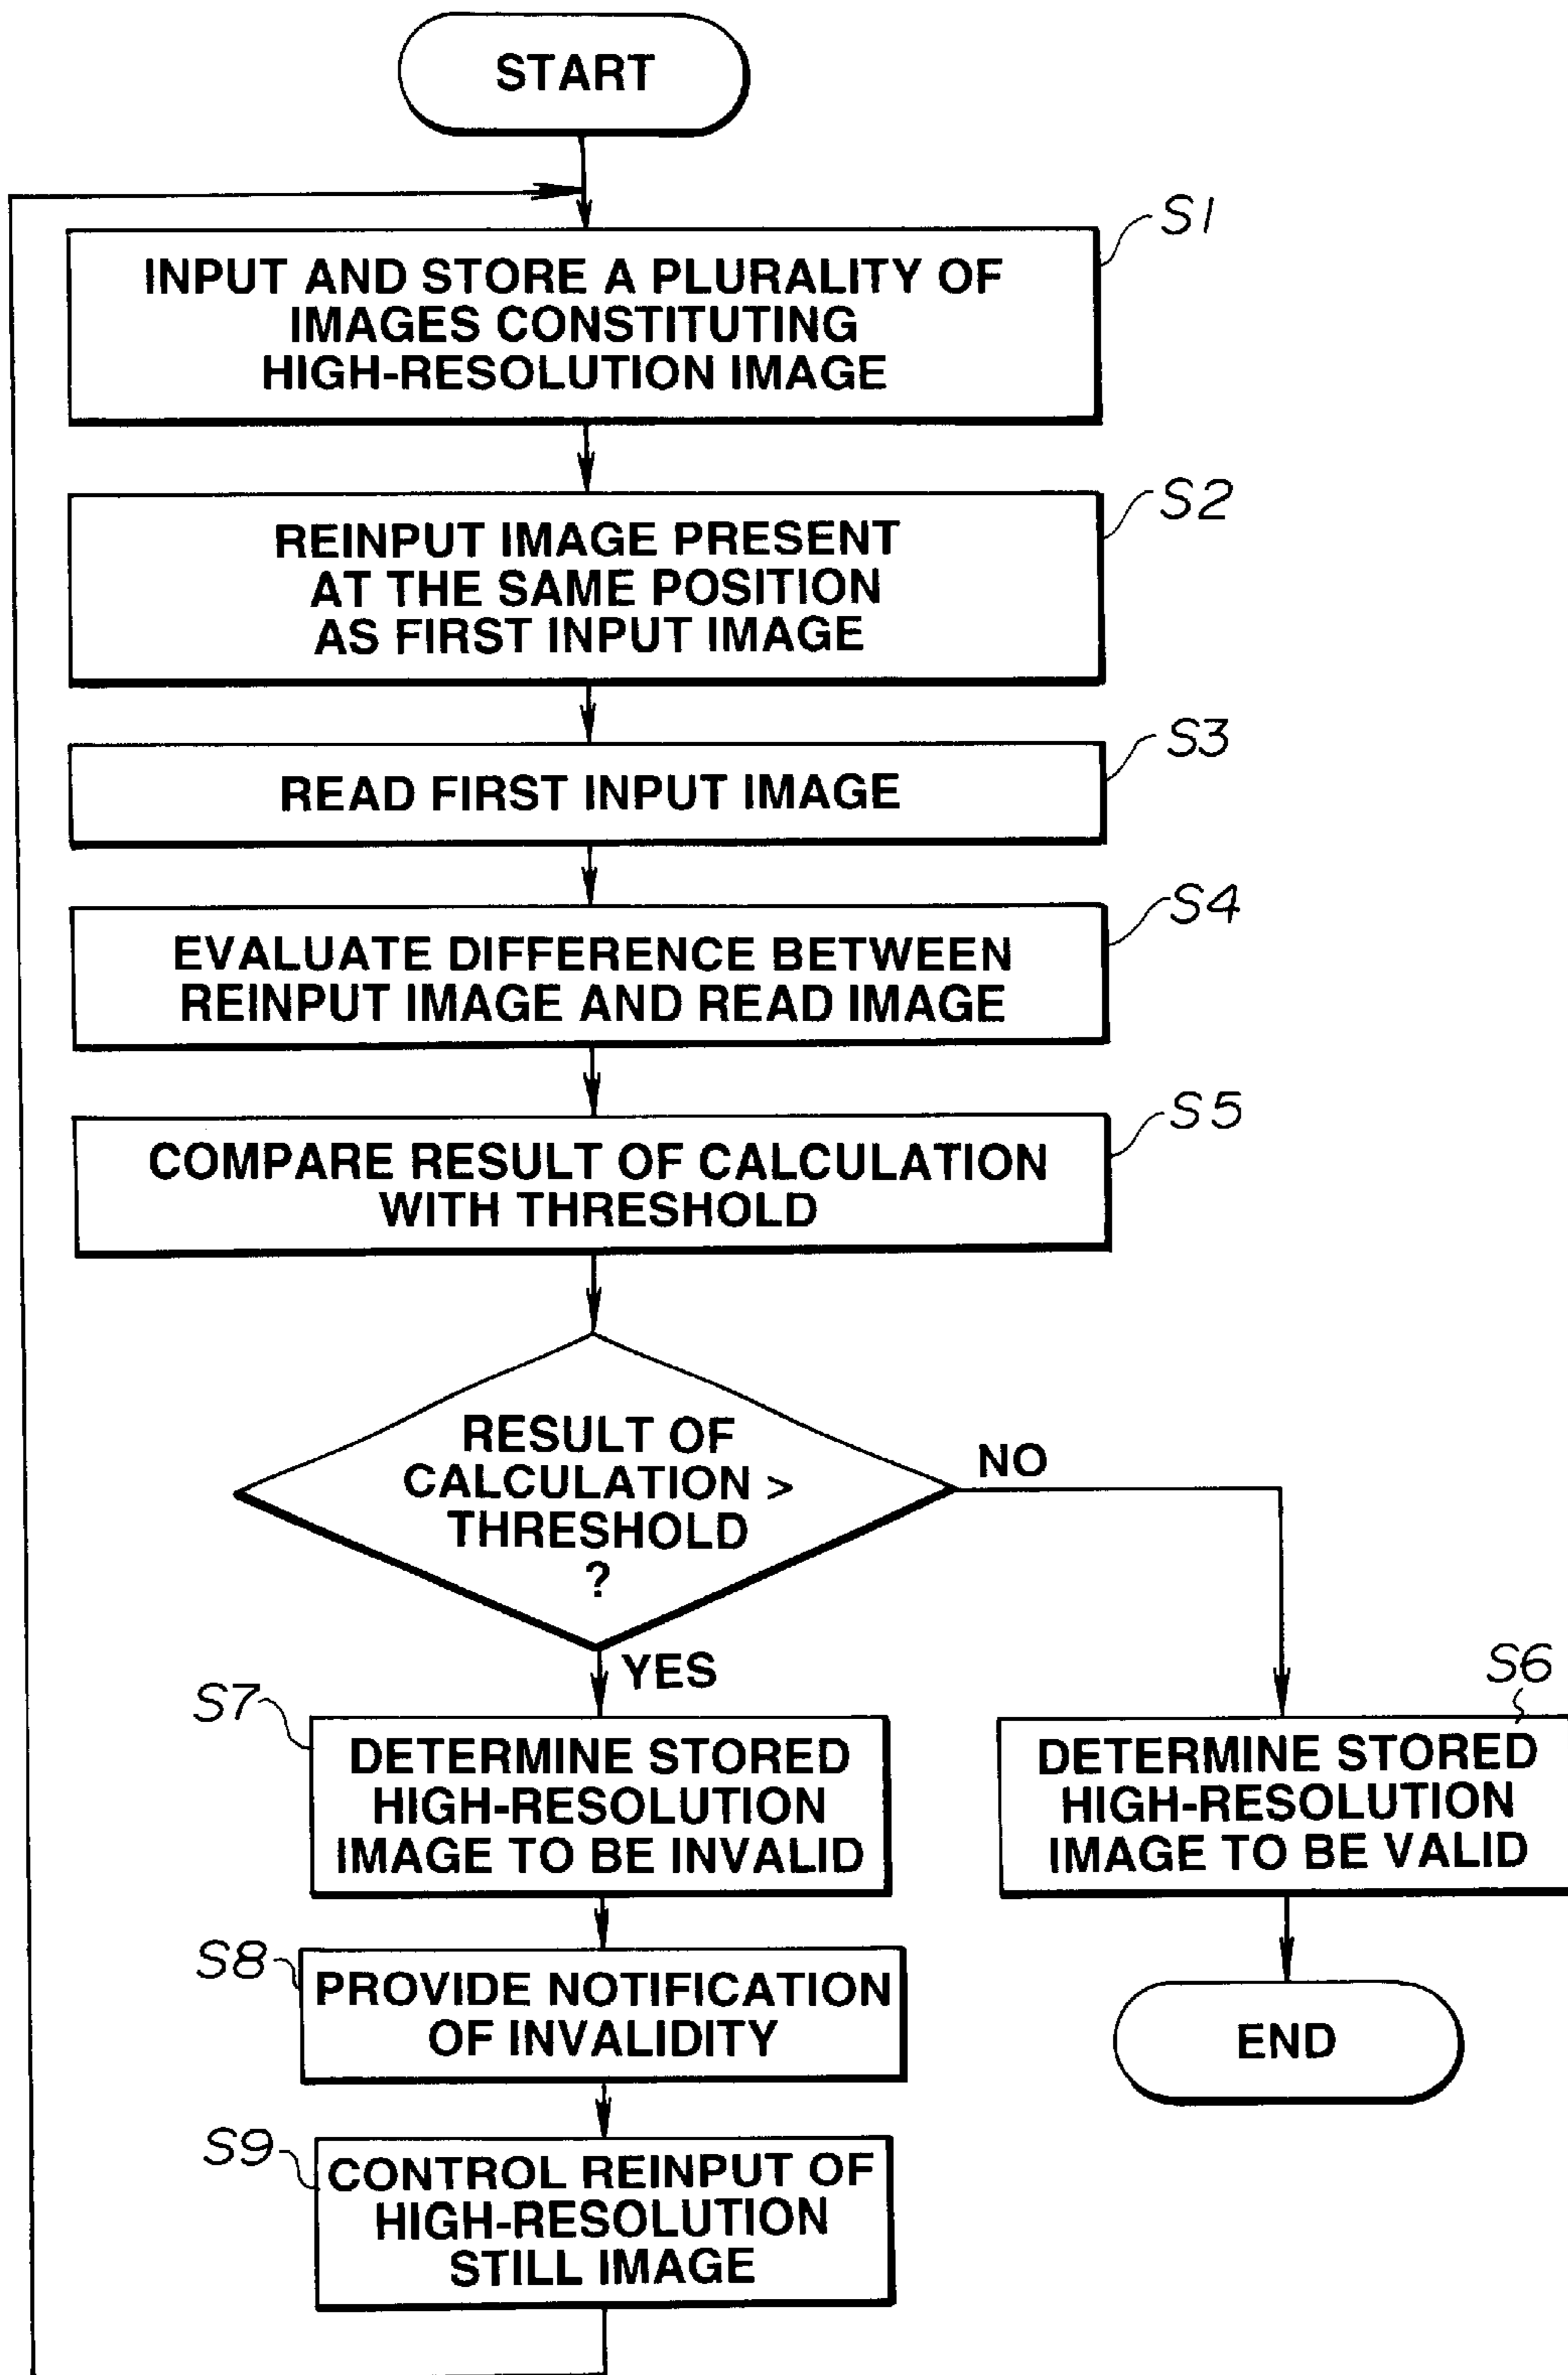 START
S1
INPUT AND STORE A PLURALITY OF
IMAGES CONSTITUTING
HIGH-RESOLUTION IMAGE
S2
REINPUT IMAGE PRESENT
AT THE SAME POSITION
AS FIRST INPUT IMAGE
S3
READ FIRST INPUT IMAGE
S4
EVALUATE DIFFERENCE BETWEEN
REINPUT IMAGE AND READ IMAGE
S5
COMPARE RESULT OF CALCULATION
WITH THRESHOLD
RESULT OF
CALCULATION >
THRESHOLD
?
NO
YES
S7
DETERMINE STORED
HIGH-RESOLUTION
IMAGE TO BE INVALID
S6
DETERMINE STORED
HIGH-RESOLUTION
IMAGE TO BE VALID
S8
PROVIDE NOTIFICATION
OF INVALIDITY
END
S9
CONTROL REINPUT OF
HIGH-RESOLUTION
STILL IMAGE